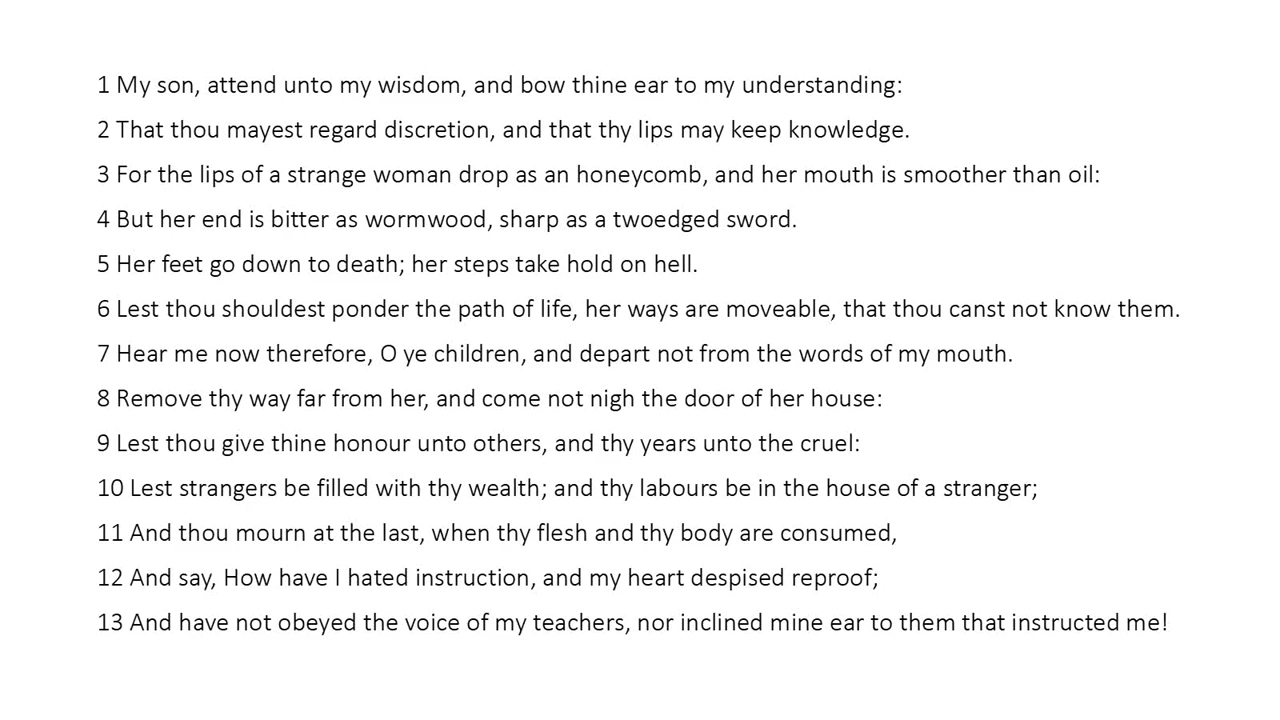 1 My son, attend unto my wisdom, and bow thine ear to my understanding:
2 That thou mayest regard discretion, and that thy lips may keep knowledge.
3 For the lips of a strange woman drop as an honeycomb, and her mouth is smoother than oil:
4 But her end is bitter as wormwood, sharp as a twoedged sword.
5 Her feet go down to death; her steps take hold on hell.
6 Lest thou shouldest ponder the path of life, her ways are moveable, that thou canst not know them.
7 Hear me now therefore, O ye children, and depart not from the words of my mouth.
8 Remove thy way far from her, and come not nigh the door of her house:
9 Lest thou give thine honour unto others, and thy years unto the cruel:
10 Lest strangers be filled with thy wealth; and thy labours be in the house of a stranger;
11 And thou mourn at the last, when thy flesh and thy body are consumed,
12 And say, How have I hated instruction, and my heart despised reproof;
13 And have not obeyed the voice of my teachers, nor inclined mine ear to them that instructed me!